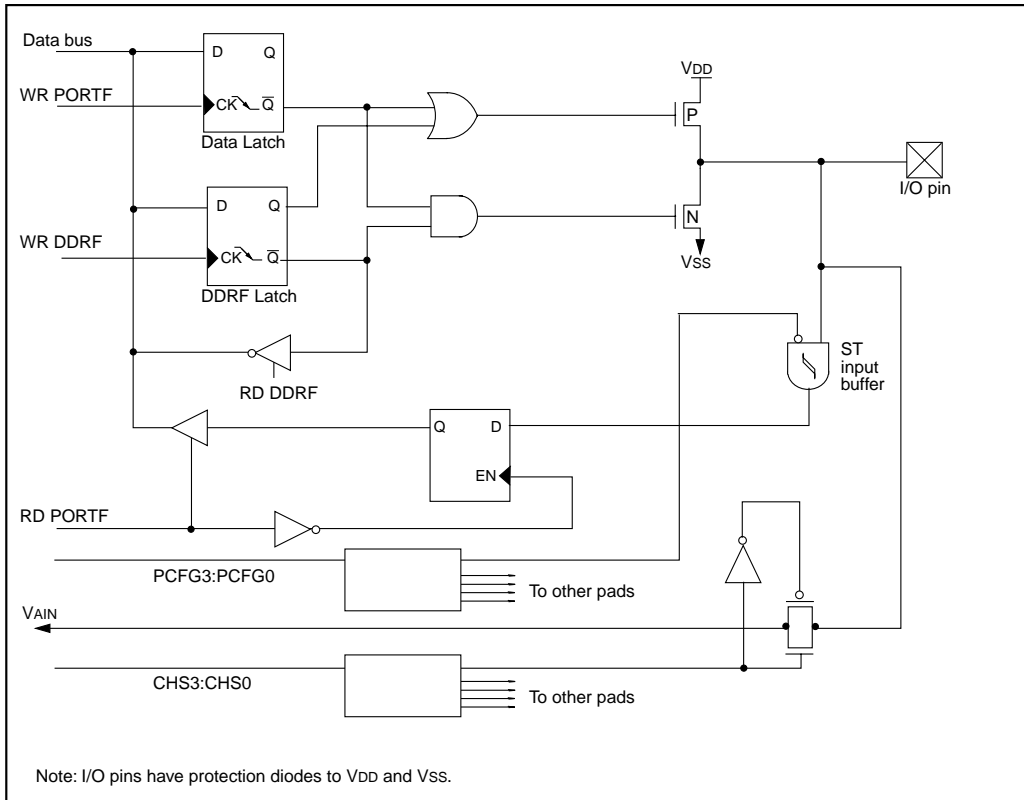 Data bus
D Q
VDD
WR PORTF
CK Q
P
Data Latch
I/O pin
D Q
N
WR DDRF
CK Q
VSS
DDRF Latch
ST
input
buffer
RD DDRF
Q D
EN
RD PORTF
PCFG3:PCFG0
To other pads
VAIN
CHS3:CHS0
To other pads
Note: I/O pins have protection diodes to VDD and VSS.